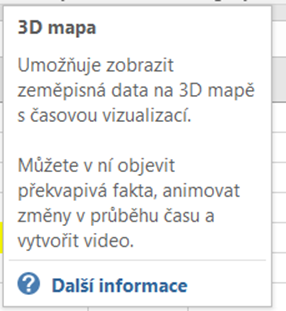 3D mapa
Umožňuje zobrazit
zeměpisná data na 3D mapě
s časovou vizualizací.
Můžete v ní objevit
překvapivá fakta, animovat
změny v průběhu času a
vytvořit video.
Další informace